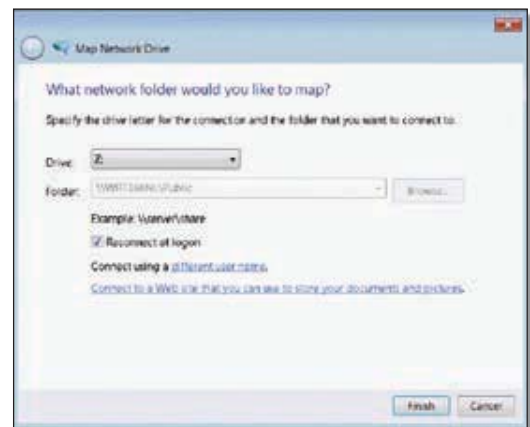 Map Network Drive
What network folder would you like to map?
Specify the drive letter for the connection and the folder that you want to connect to:
Drive: Z:
Folder: Browse...
Example: \\server\share
Reconnect at logon
Connect using a different user name.
Connect to a Web site that you can use to store your documents and pictures.
Finish Cancel